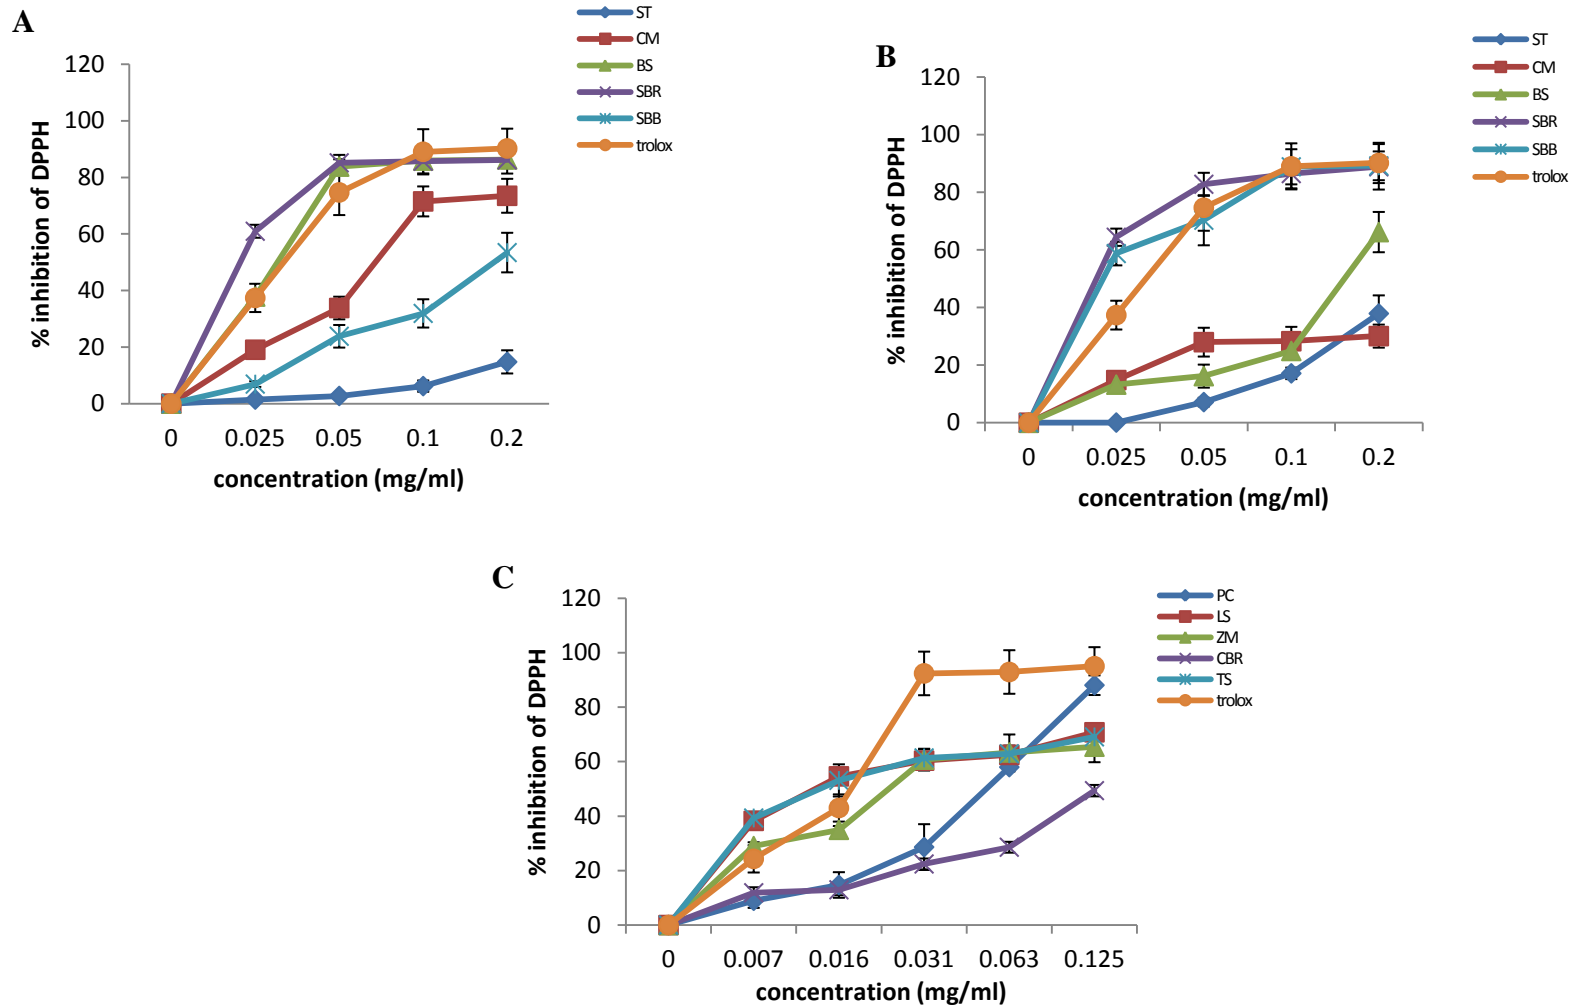 A
ST
CM
BS
SBR
SBB
trolox
120
100
80
60
40
20
0
% inhibition of DPPH
0 0.025 0.05 0.1 0.2
concentration (mg/ml)
B
ST
CM
BS
SBR
SBB
trolox
120
100
80
60
40
20
0
% inhibition of DPPH
0 0.025 0.05 0.1 0.2
concentration (mg/ml)
C
PC
LS
ZM
CBR
TS
trolox
120
100
80
60
40
20
0
% inhibition of DPPH
0 0.007 0.016 0.031 0.063 0.125
concentration (mg/ml)